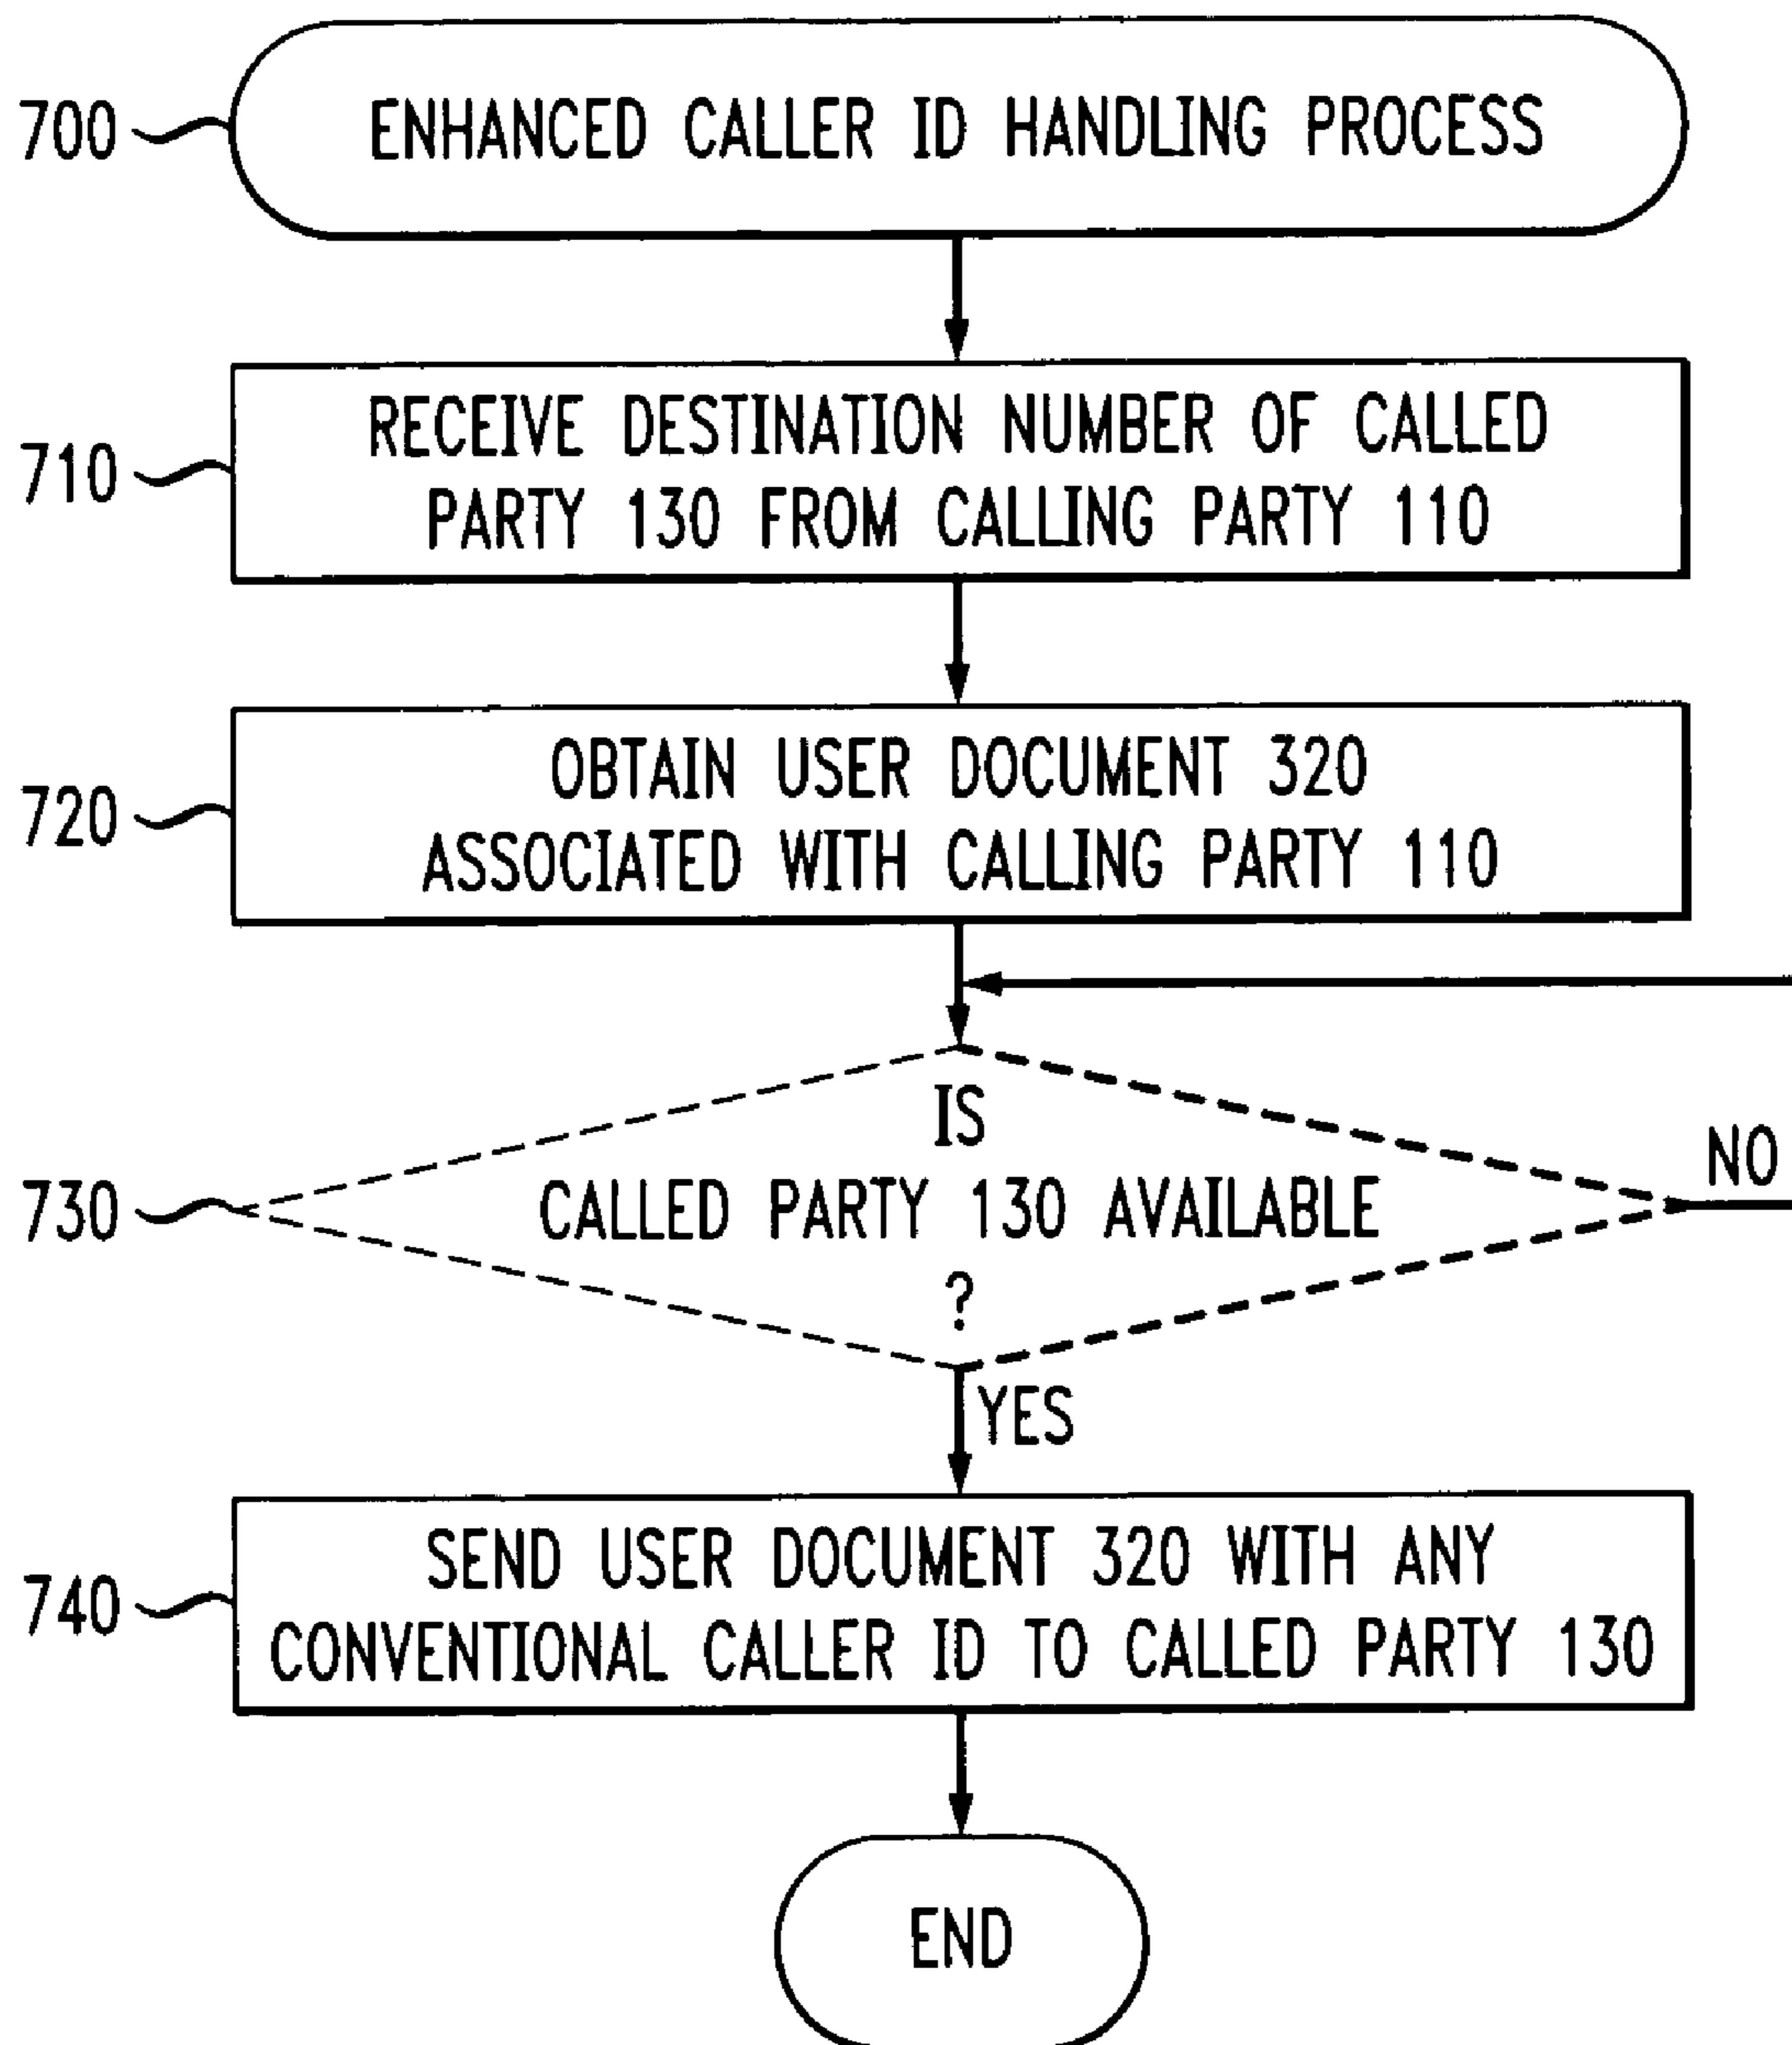 700
ENHANCED CALLER ID HANDLING PROCESS
710
RECEIVE DESTINATION NUMBER OF CALLED
PARTY 130 FROM CALLING PARTY 110
720
OBTAIN USER DOCUMENT 320
ASSOCIATED WITH CALLING PARTY 110
730
IS
CALLED PARTY 130 AVAILABLE
?
NO
YES
740
SEND USER DOCUMENT 320 WITH ANY
CONVENTIONAL CALLER ID TO CALLED PARTY 130
END